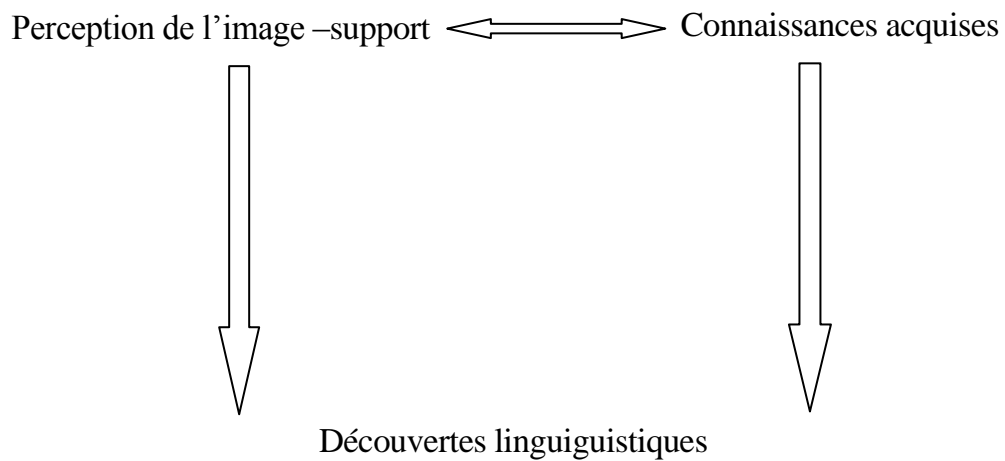 Perception de l’image –support
Connaissances acquises
Découvertes linguiguistiques